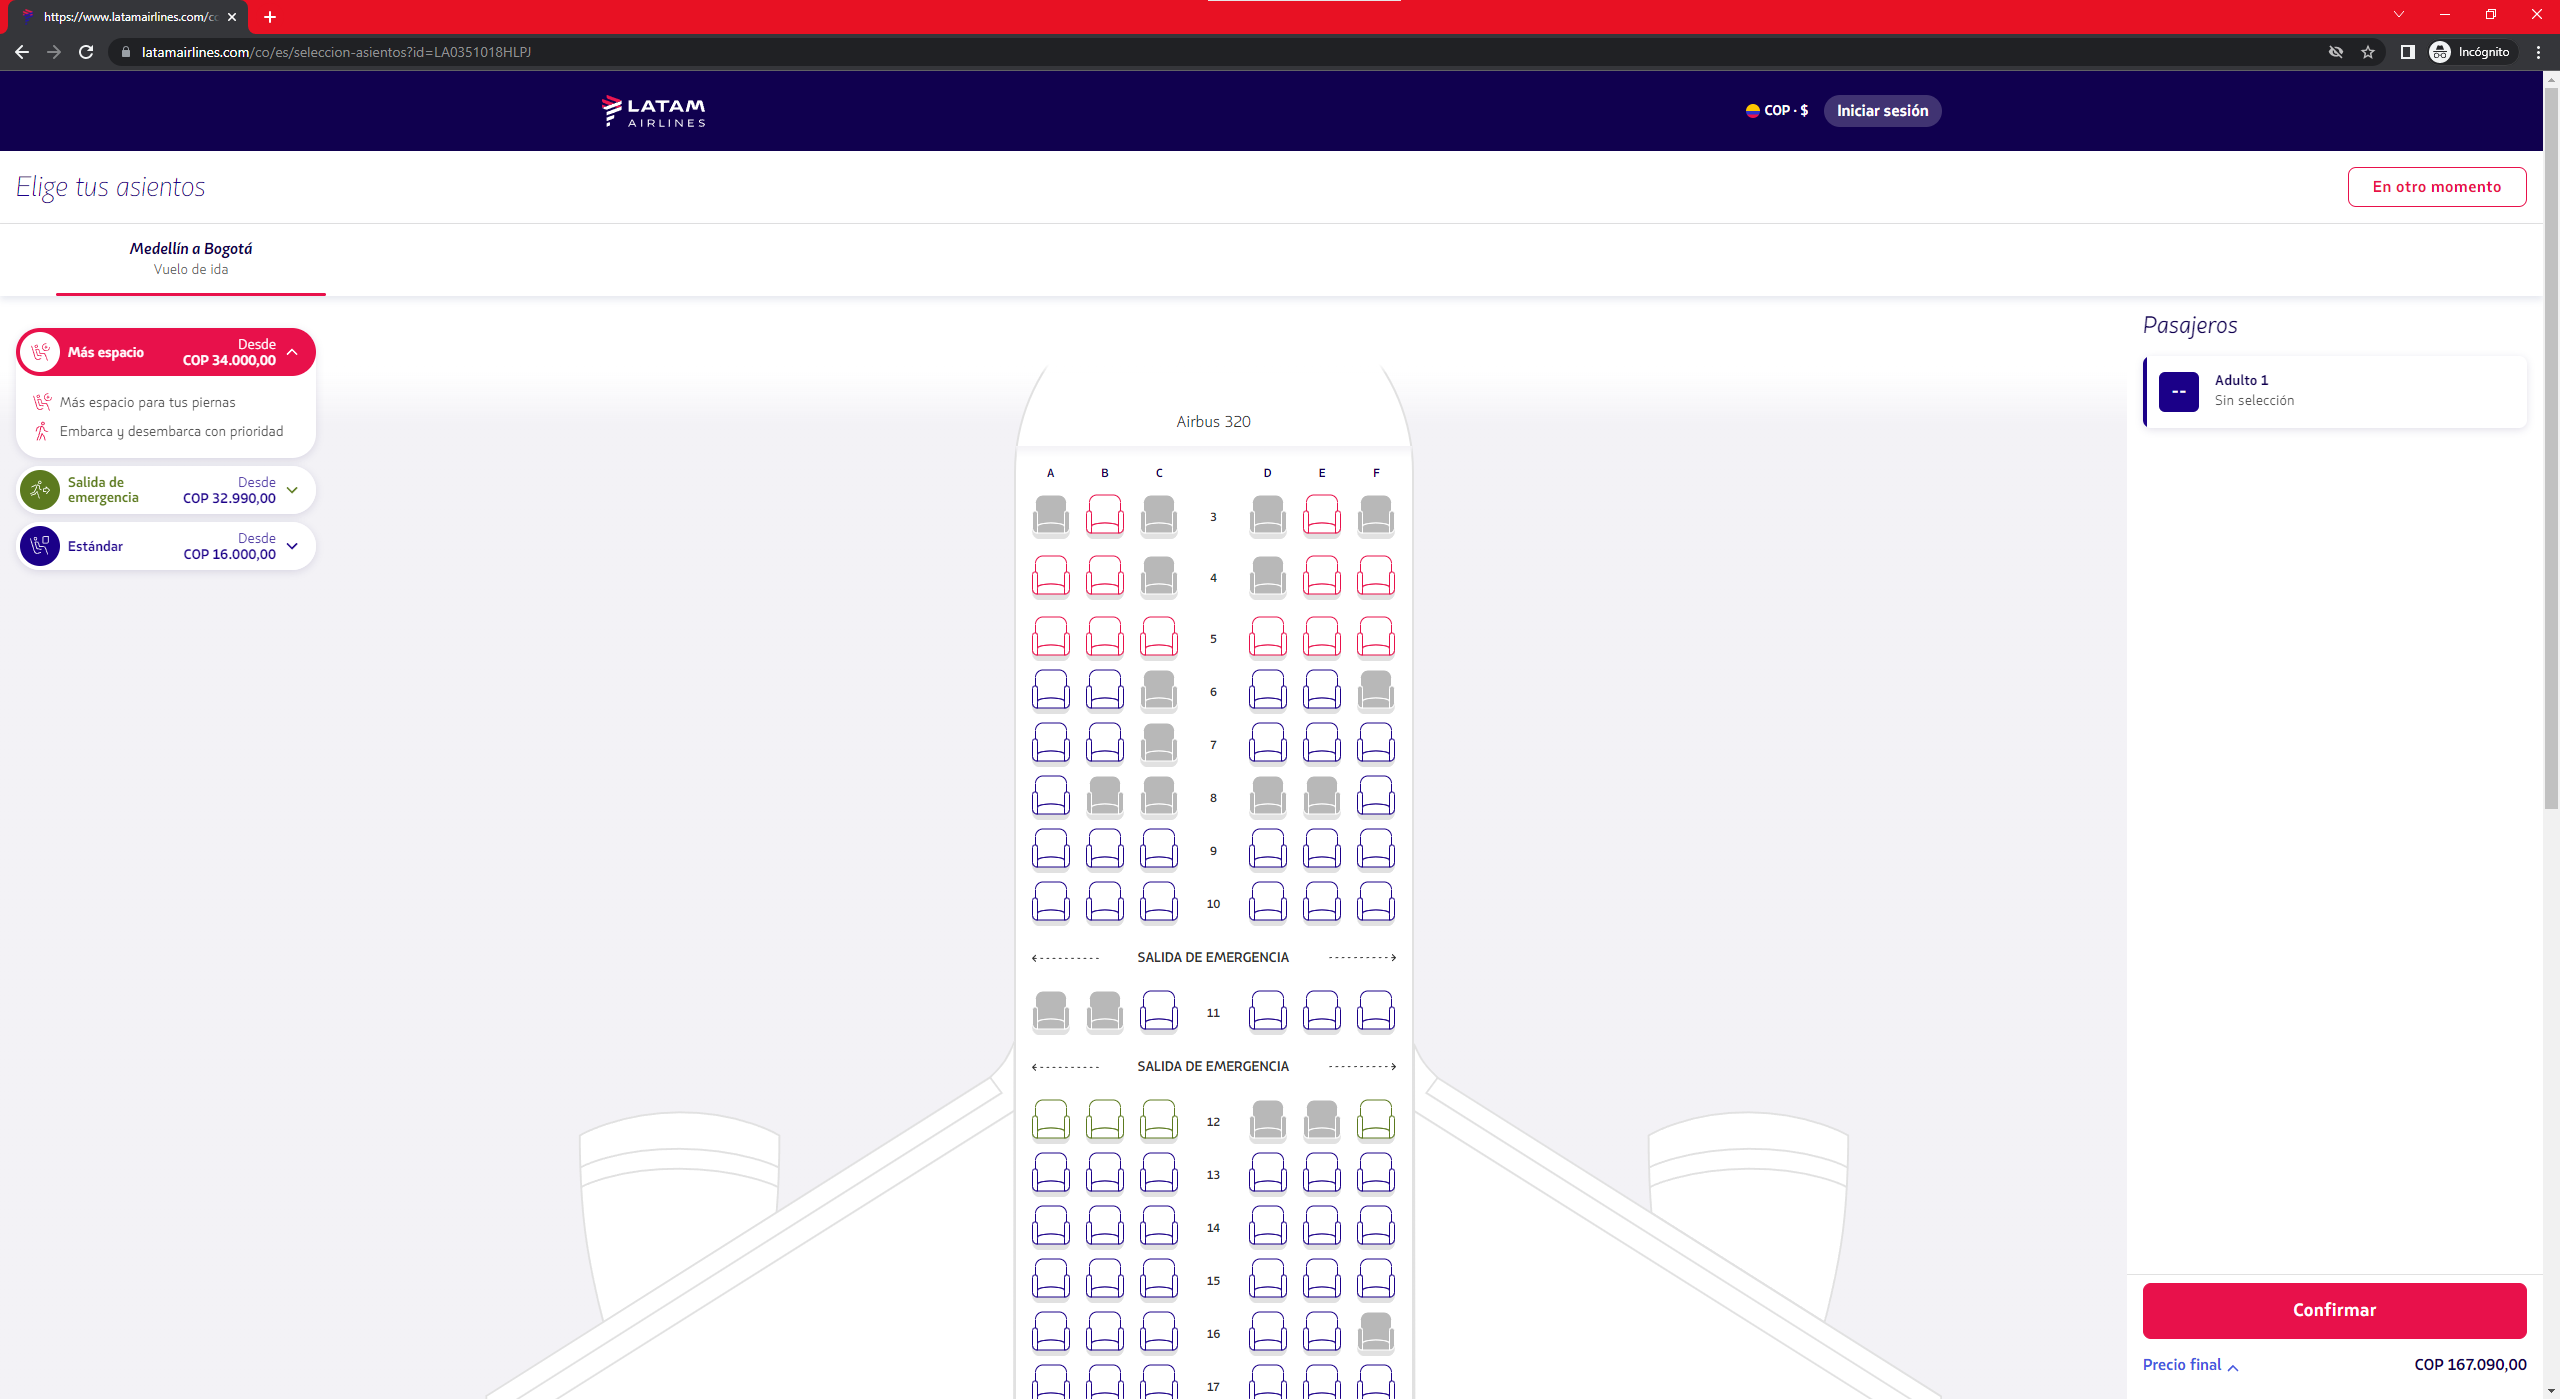 https://www.latamairlines.com/co
latamairlines.com/co/es/seleccion-asientos?id=LA0351018HLPJ
Incógnito
LATAM
AIRLINES
COP · $
Iniciar sesión
Elige tus asientos
En otro momento
Medellín a Bogotá
Vuelo de ida
Más espacio
Desde
COP 34.000,00
Más espacio para tus piernas
Embarca y desembarca con prioridad
Salida de
emergencia
Desde
COP 32.990,00
Estándar
Desde
COP 16.000,00
Airbus 320
A B C D E F
3
4
5
6
7
8
9
10
SALIDA DE EMERGENCIA
11
SALIDA DE EMERGENCIA
12
13
14
15
16
17
Pasajeros
--
Adulto 1
Sin selección
Confirmar
Precio final
COP 167.090,00